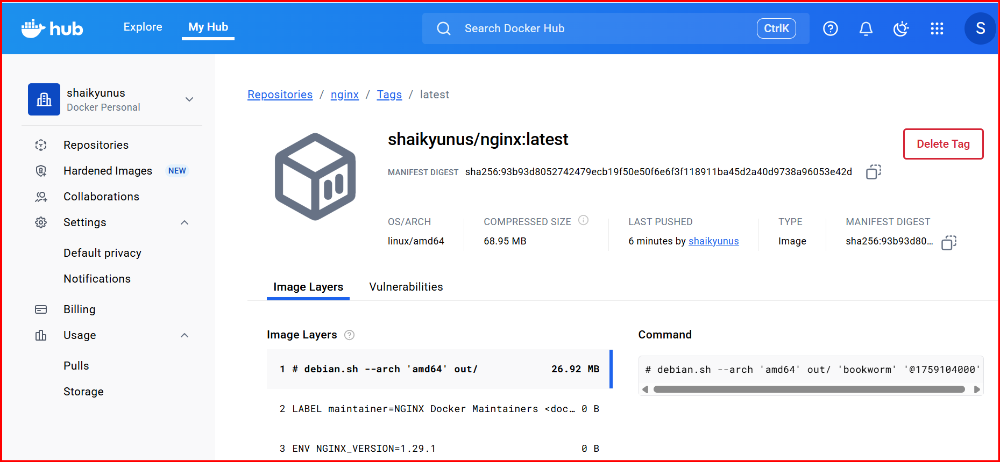 hub Explore My Hub Search Docker Hub CtrlK S
shaikyunus
Docker Personal
Repositories
Hardened Images NEW
Collaborations
Settings
Default privacy
Notifications
Billing
Usage
Pulls
Storage
Repositories / nginx / Tags / latest
shaikyunus/nginx:latest
Delete Tag
MANIFEST DIGEST sha256:93b93d8052742479ecb19f50e50f6e6f3f118911ba45d2a40d9738a96053e42d
OS/ARCH COMPRESSED SIZE LAST PUSHED TYPE MANIFEST DIGEST
linux/amd64 68.95 MB 6 minutes by shaikyunus Image sha256:93b93d80...
Image Layers Vulnerabilities
Image Layers
1 # debian.sh --arch 'amd64' out/ 26.92 MB
2 LABEL maintainer=NGINX Docker Maintainers <doc... 0 B
3 ENV NGINX_VERSION=1.29.1 0 B
Command
# debian.sh --arch 'amd64' out/ 'bookworm' '@1759104000'